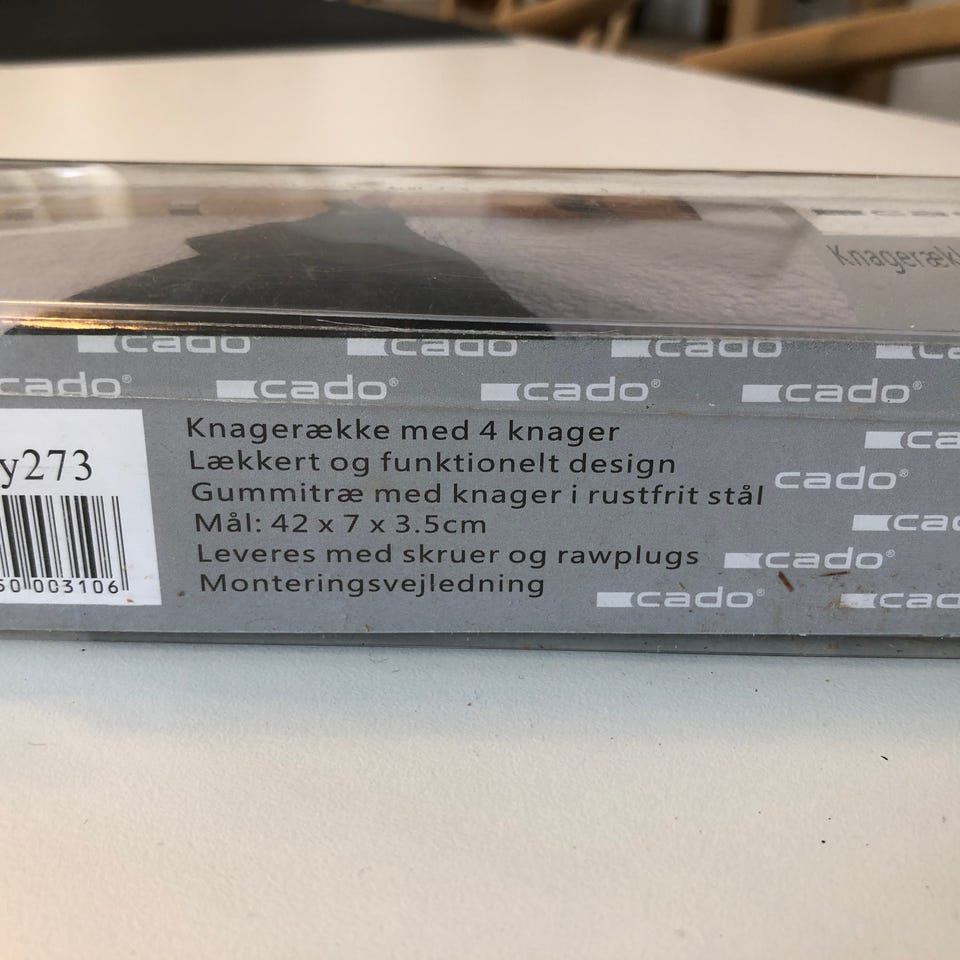 Knagerækk
cado
cado
cado
cado®
cado®
cado®
cado®
Knagerække med 4 knager
Lækkert og funktionelt design
Gummitræ med knager i rustfrit stål
Mål: 42 x 7 x 3.5cm
Leveres med skruer og rawplugs
Monteringsvejledning
y273
003106
cado®
cado®
cado®